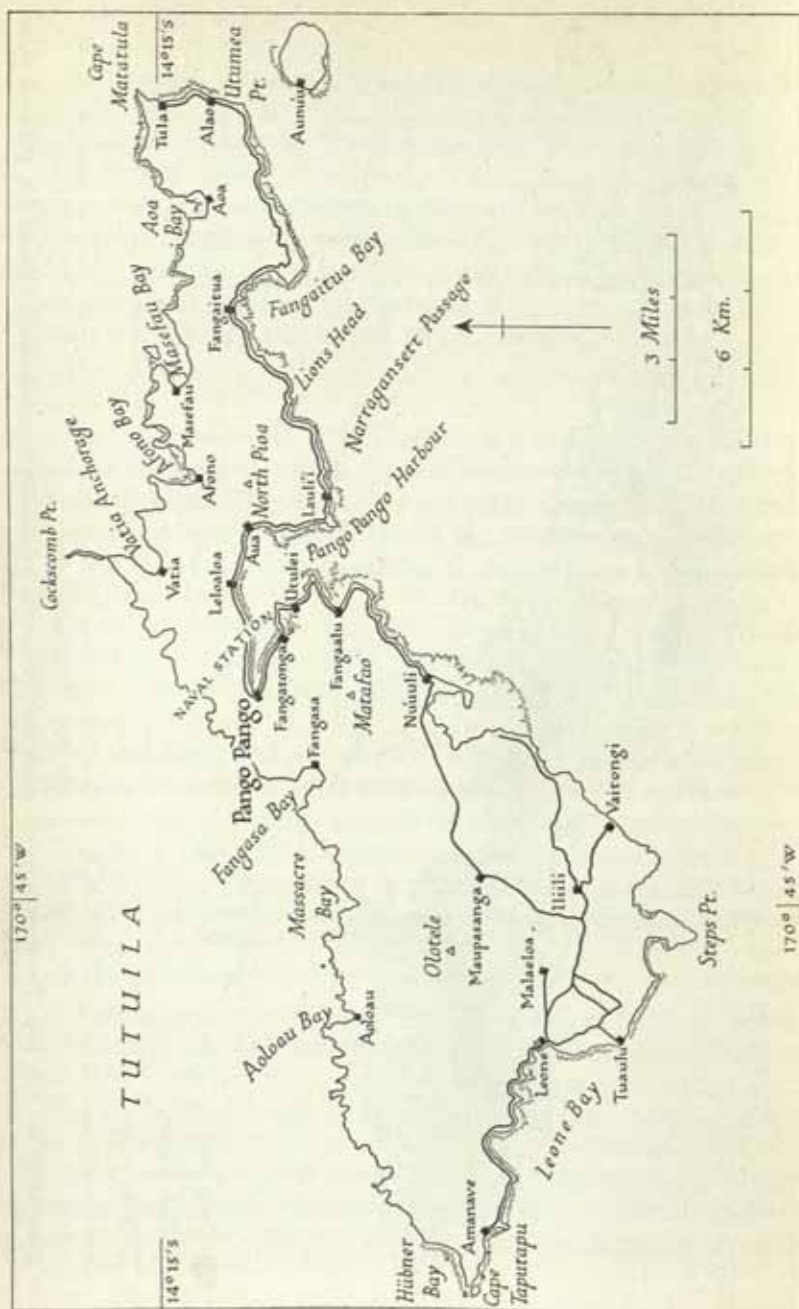 170° 45′W
TUTUILA
14°15′S
14°15′S
Cape
Matatula
Tula
Alao
Utumea
Pt.
Aunúu
Aoa
Bay
Aoa
Masefau Bay
Masefau
Afono Bay
Afono
Vatia Anchorage
Vatia
Cockscomb Pt.
Fangaitua
Fangaitua Bay
Lions Head
Narragansett Passage
North Pioa
Lauli'i
Aua
Leloaloa
Pango Pango Harbour
NAVAL STATION
Utulei
Fangatonga
Pango Pango
Fangaalu
Matafao
Fangasa
Fangasa Bay
Nuuuli
Massacre
Bay
Aoloau Bay
Aoloau
Olotele
Maupasanga
Malaeloa
Iliili
Vaitongi
Leone
Tuaulu
Leone Bay
Steps Pt.
Hübner
Bay
Amanave
Cape
Taputapu
3 Miles
6 Km.
170° 45′W